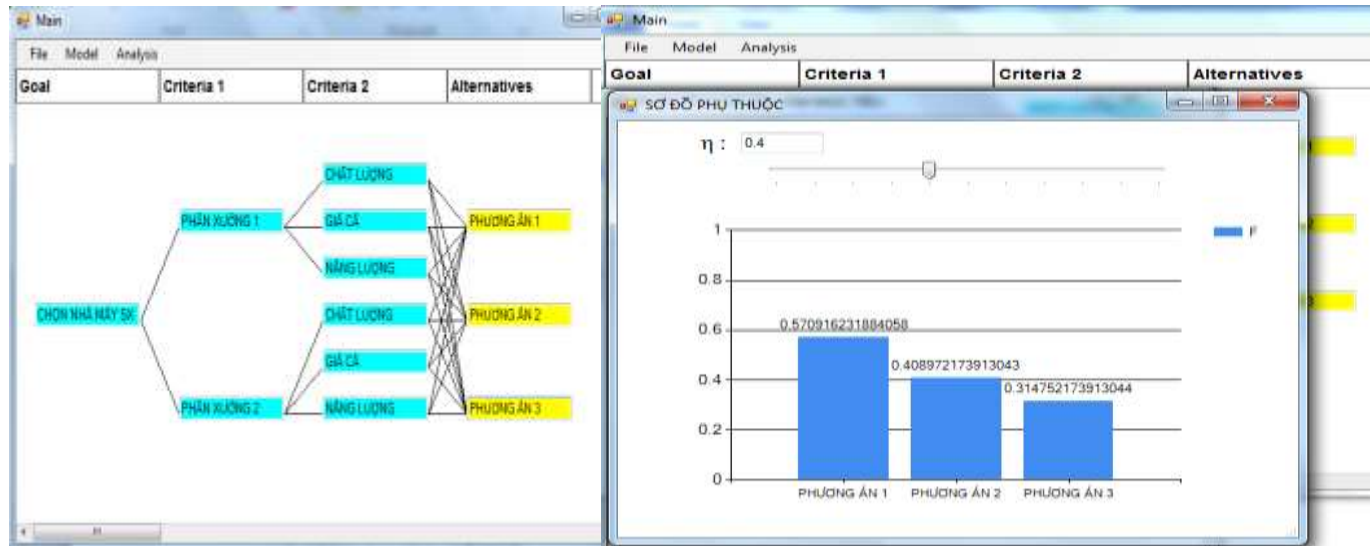 Main
File Model Analysis
Goal Criteria 1 Criteria 2 Alternatives
CHẤT LƯỢNG
PHÂN XƯỞNG 1 GIÁ CẢ PHƯƠNG ÁN 1
NĂNG LƯỢNG
CHỌN NHÀ MÁY SX CHẤT LƯỢNG PHƯƠNG ÁN 2
GIÁ CẢ
PHÂN XƯỞNG 2 NĂNG LƯỢNG PHƯƠNG ÁN 3
Main
File Model Analysis
Goal Criteria 1 Criteria 2 Alternatives
SƠ ĐỒ PHỤ THUỘC
η : 0.4
1
F
0.8
0.6
0.570916231884058
0.408972173913043
0.4
0.314752173913044
0.2
0
PHƯƠNG ÁN 1 PHƯƠNG ÁN 2 PHƯƠNG ÁN 3